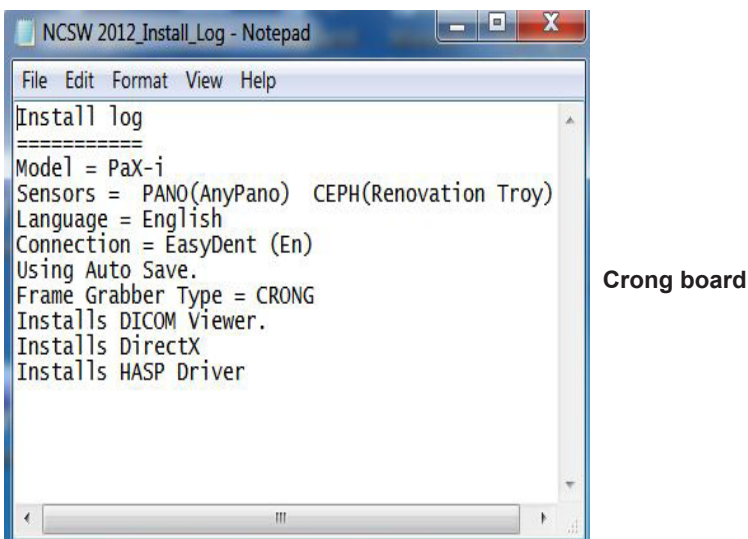 NCSW 2012_Install_Log - Notepad
File Edit Format View Help
Install log
===========
Model = PaX-i
Sensors =  PANO(AnyPano)  CEPH(Renovation Troy)
Language = English
Connection = EasyDent (En)
Using Auto Save.
Frame Grabber Type = CRONG
Installs DICOM Viewer.
Installs DirectX
Installs HASP Driver
Crong board